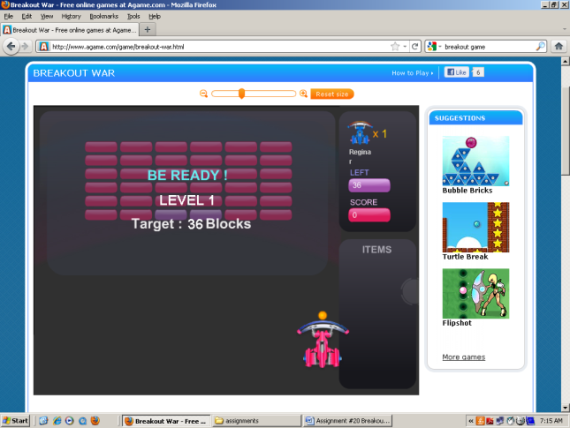 Breakout War - Free online games at Agame.com - Mozilla Firefox
File Edit View History Bookmarks Tools Help
Breakout War - Free online games at Agame... +
http://www.agame.com/game/breakout-war.html
breakout game
BREAKOUT WAR
How to Play
Like 6
Reset size
BE READY !
LEVEL 1
Target : 36 Blocks
x 1
Reginar
r
LEFT
36
SCORE
0
ITEMS
SUGGESTIONS
Bubble Bricks
Turtle Break
Flipshot
More games
Start
Breakout War - Free ...
assignments
Assignment #20 Breakou...
7:15 AM